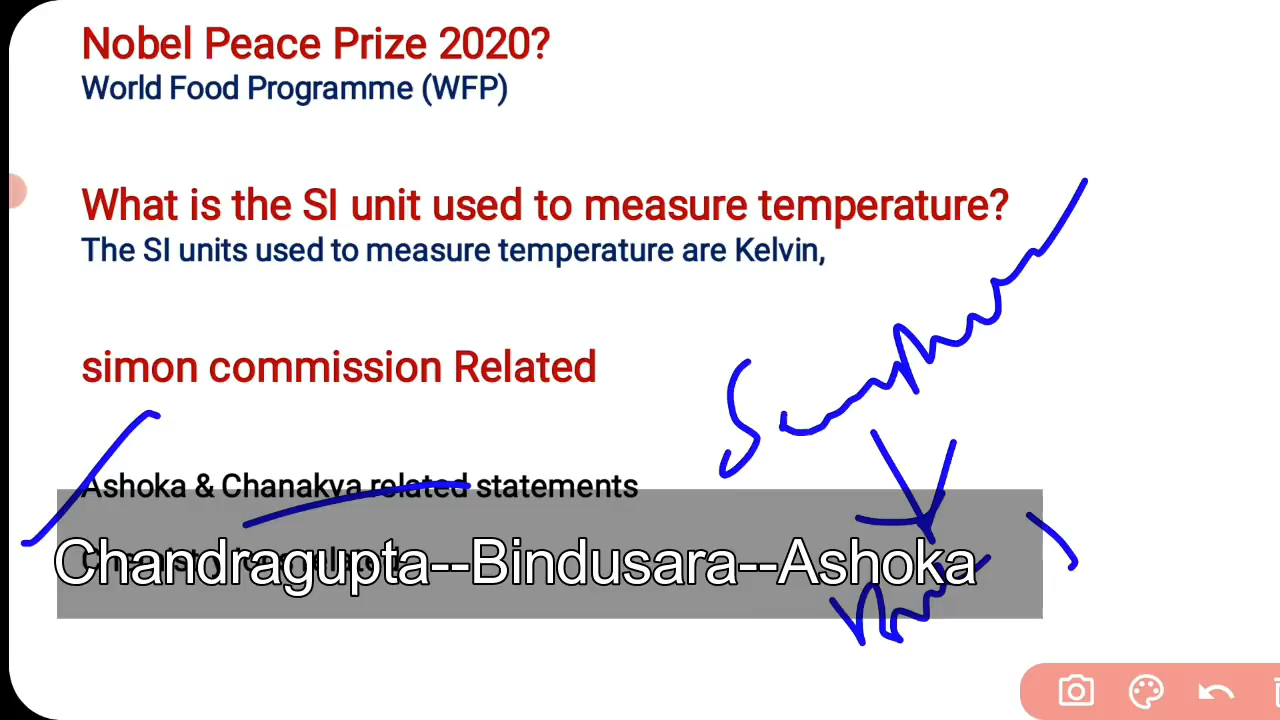 Nobel Peace Prize 2020?
World Food Programme (WFP)
What is the SI unit used to measure temperature?
The SI units used to measure temperature are Kelvin,
simon commission Related
Ashoka & Chanakya related statements
Chandragupta--Bindusara--Ashoka